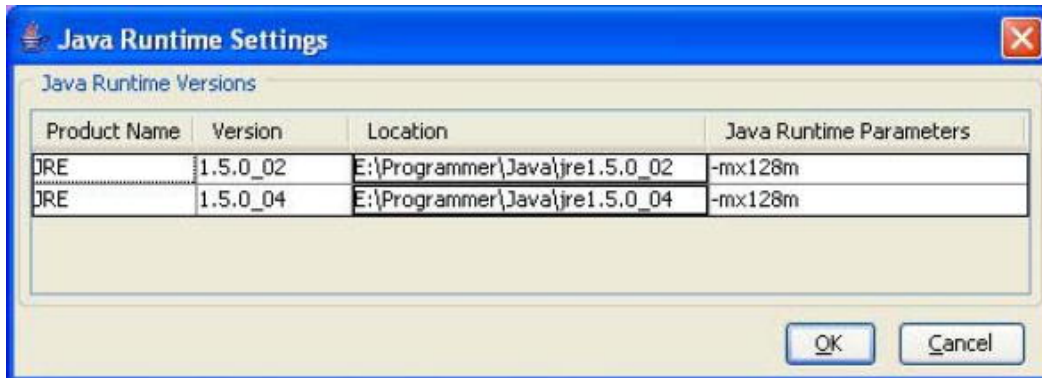 Java Runtime Settings
Java Runtime Versions
Product Name Version Location Java Runtime Parameters
JRE 1.5.0_02 E:\Programmer\Java\jre1.5.0_02 -mx128m
JRE 1.5.0_04 E:\Programmer\Java\jre1.5.0_04 -mx128m
OK Cancel